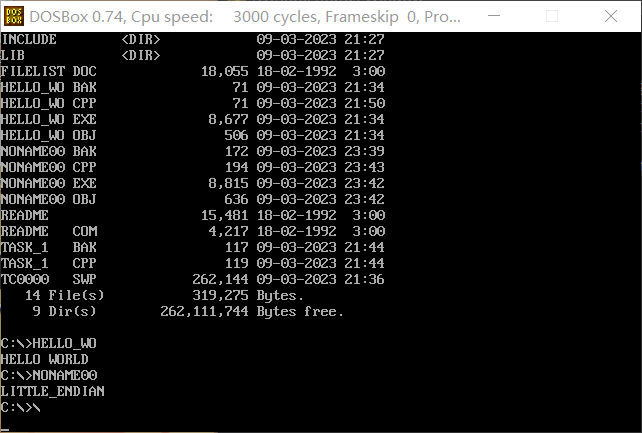 DOS BOX DOSBox 0.74, Cpu speed: 3000 cycles, Frameskip 0, Pro...
INCLUDE <DIR> 09-03-2023 21:27
LIB <DIR> 09-03-2023 21:27
FILELIST DOC 18,055 18-02-1992 3:00
HELLO_WO BAK 71 09-03-2023 21:34
HELLO_WO CPP 71 09-03-2023 21:50
HELLO_WO EXE 8,677 09-03-2023 21:34
HELLO_WO OBJ 506 09-03-2023 21:34
NONAME00 BAK 172 09-03-2023 23:39
NONAME00 CPP 194 09-03-2023 23:43
NONAME00 EXE 8,815 09-03-2023 23:42
NONAME00 OBJ 636 09-03-2023 23:42
README 15,481 18-02-1992 3:00
README COM 4,217 18-02-1992 3:00
TASK_1 BAK 117 09-03-2023 21:44
TASK_1 CPP 119 09-03-2023 21:44
TC0000 SWP 262,144 09-03-2023 21:36
14 File(s) 319,275 Bytes.
9 Dir(s) 262,111,744 Bytes free.
C:\>HELLO_WO
HELLO WORLD
C:\>NONAME00
LITTLE_ENDIAN
C:\>\
_